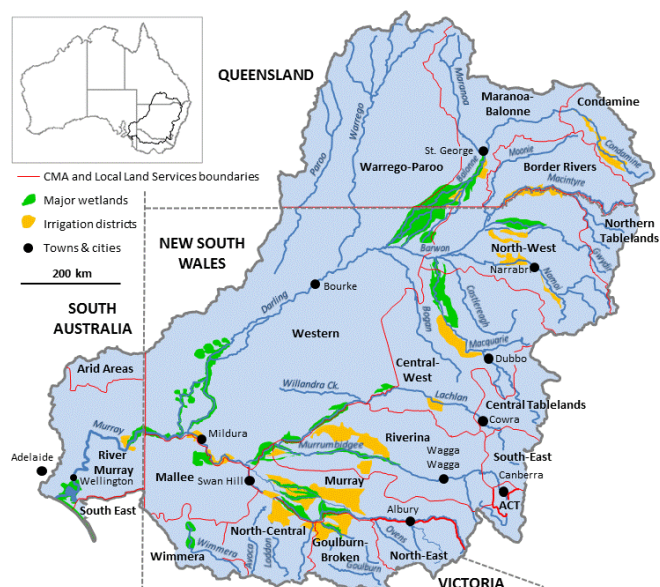 QUEENSLAND
Maranoa
Maranoa-
Balonne
Condamine
Warrego
Paroo
St. George
Condamine
CMA and Local Land Services boundaries
Warrego-Paroo
Balonne
Moonie
Border Rivers
Macintyre
Major wetlands
Irrigation districts
Northern
Tablelands
Towns & cities
NEW SOUTH
WALES
Barwan
North-West
Gwydir
200 km
Narrabri
Namoi
Bourke
SOUTH
AUSTRALIA
Darling
Castlereagh
Western
Bogan
Macquarie
Arid Areas
Central-
West
Dubbo
Willandra Ck.
Lachlan
Central Tablelands
Cowra
Murray
Mildura
Riverina
Adelaide
River
Murray
Murrumbidgee
Wagga
Wagga
South-East
Wellington
Mallee
Swan Hill
Murray
Canberra
South East
ACT
Albury
North-Central
Goulburn-
Broken
Ovens
North-East
Wimmera
Wimmera
Avoca
Loddon
Goulburn
VICTORIA